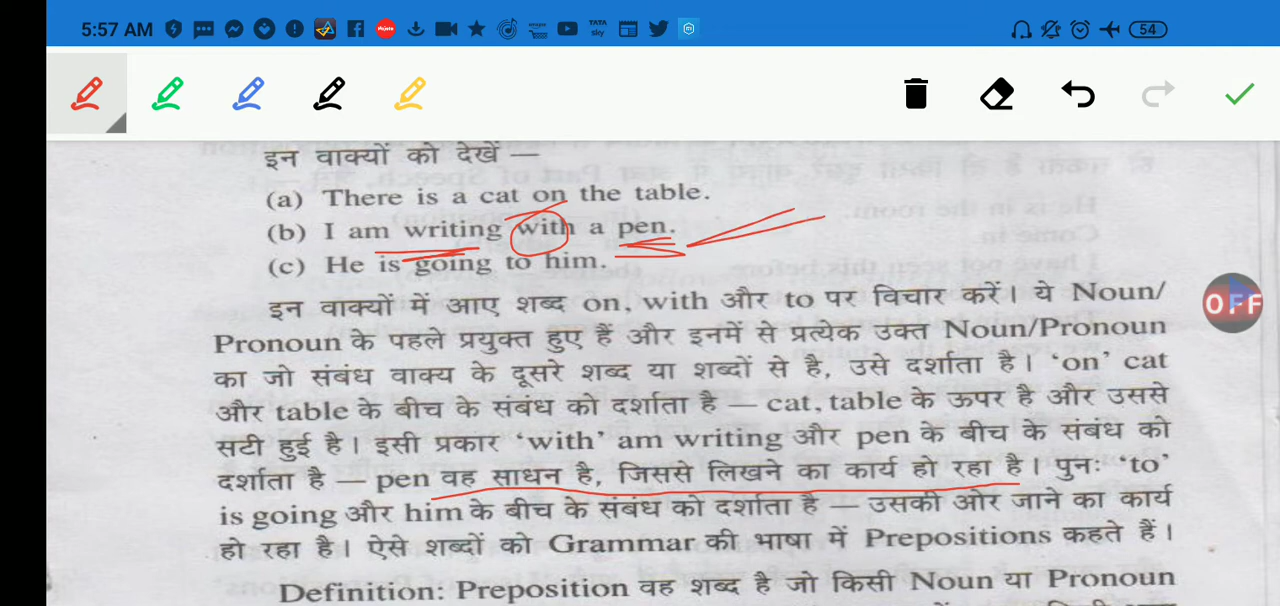 5:57 AM
TATA sky
54
इन वाक्यों को देखें —
(a) There is a cat on the table.
(b) I am writing with a pen.
(c) He is going to him.
OFF
इन वाक्यों में आए शब्द on, with और to पर विचार करें। ये Noun/
Pronoun के पहले प्रयुक्त हुए हैं और इनमें से प्रत्येक उक्त Noun/Pronoun
का जो संबंध वाक्य के दूसरे शब्द या शब्दों से है, उसे दर्शाता है। ‘on’ cat
और table के बीच के संबंध को दर्शाता है — cat, table के ऊपर है और उससे
सटी हुई है। इसी प्रकार ‘with’ am writing और pen के बीच के संबंध को
दर्शाता है — pen वह साधन है, जिससे लिखने का कार्य हो रहा है। पुनः ‘to’
is going और him के बीच के संबंध को दर्शाता है — उसकी ओर जाने का कार्य
हो रहा है। ऐसे शब्दों को Grammar की भाषा में Prepositions कहते हैं।
Definition: Preposition वह शब्द है जो किसी Noun या Pronoun